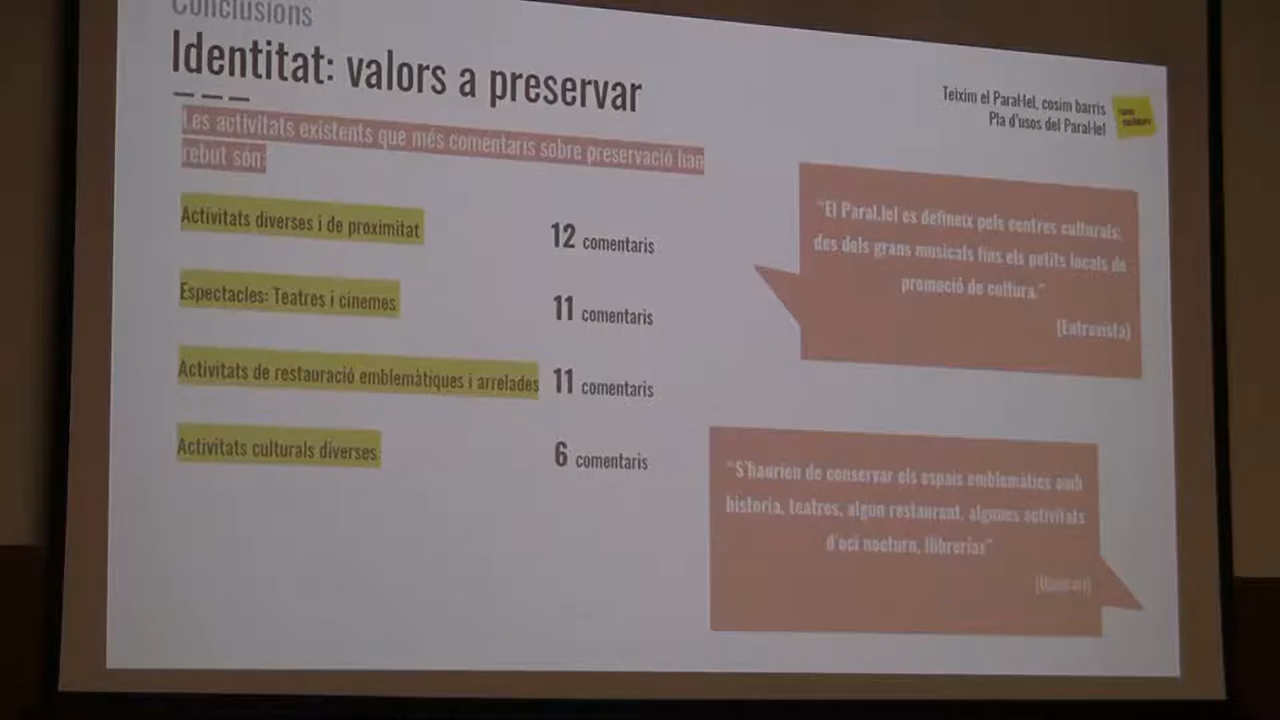 Conclusions
Identitat: valors a preservar
Teixim el Paral·lel, cosim barris
Pla d'usos del Paral·lel
Les activitats existents que més comentaris sobre preservació han
rebut són:
Activitats diverses i de proximitat
12 comentaris
Espectacles: Teatres i cinemes
11 comentaris
Activitats de restauració emblemàtiques i arrelades
11 comentaris
Activitats culturals diverses
6 comentaris
"El Paral.lel es defineix pels centres culturals:
des dels grans musicals fins els petits locals de
promoció de cultura."
(Entrevista)
"S'haurien de conservar els espais emblemàtics amb
historia, teatres, algun restaurant, algunes activitats
d'oci nocturn, llibrerias"